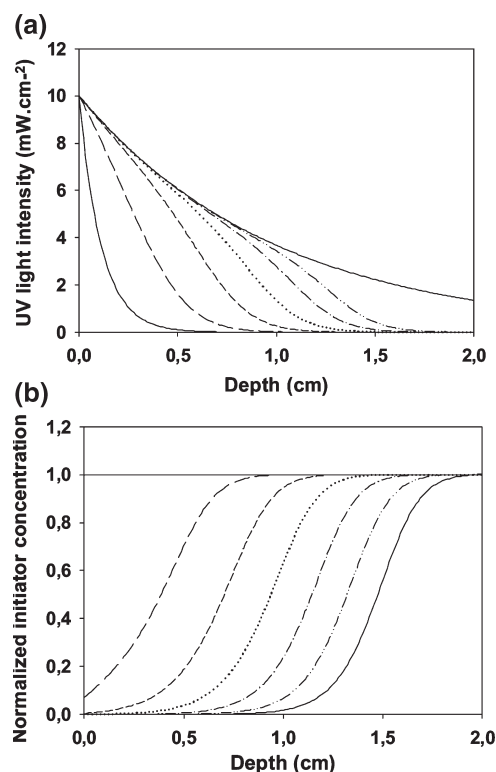 (a)
12
10
8
6
4
2
0
UV light intensity (mW.cm-2)
0,0 0,5 1,0 1,5 2,0
Depth (cm)
(b)
1,2
1,0
0,8
0,6
0,4
0,2
0,0
Normalized initiator concentration
0,0 0,5 1,0 1,5 2,0
Depth (cm)